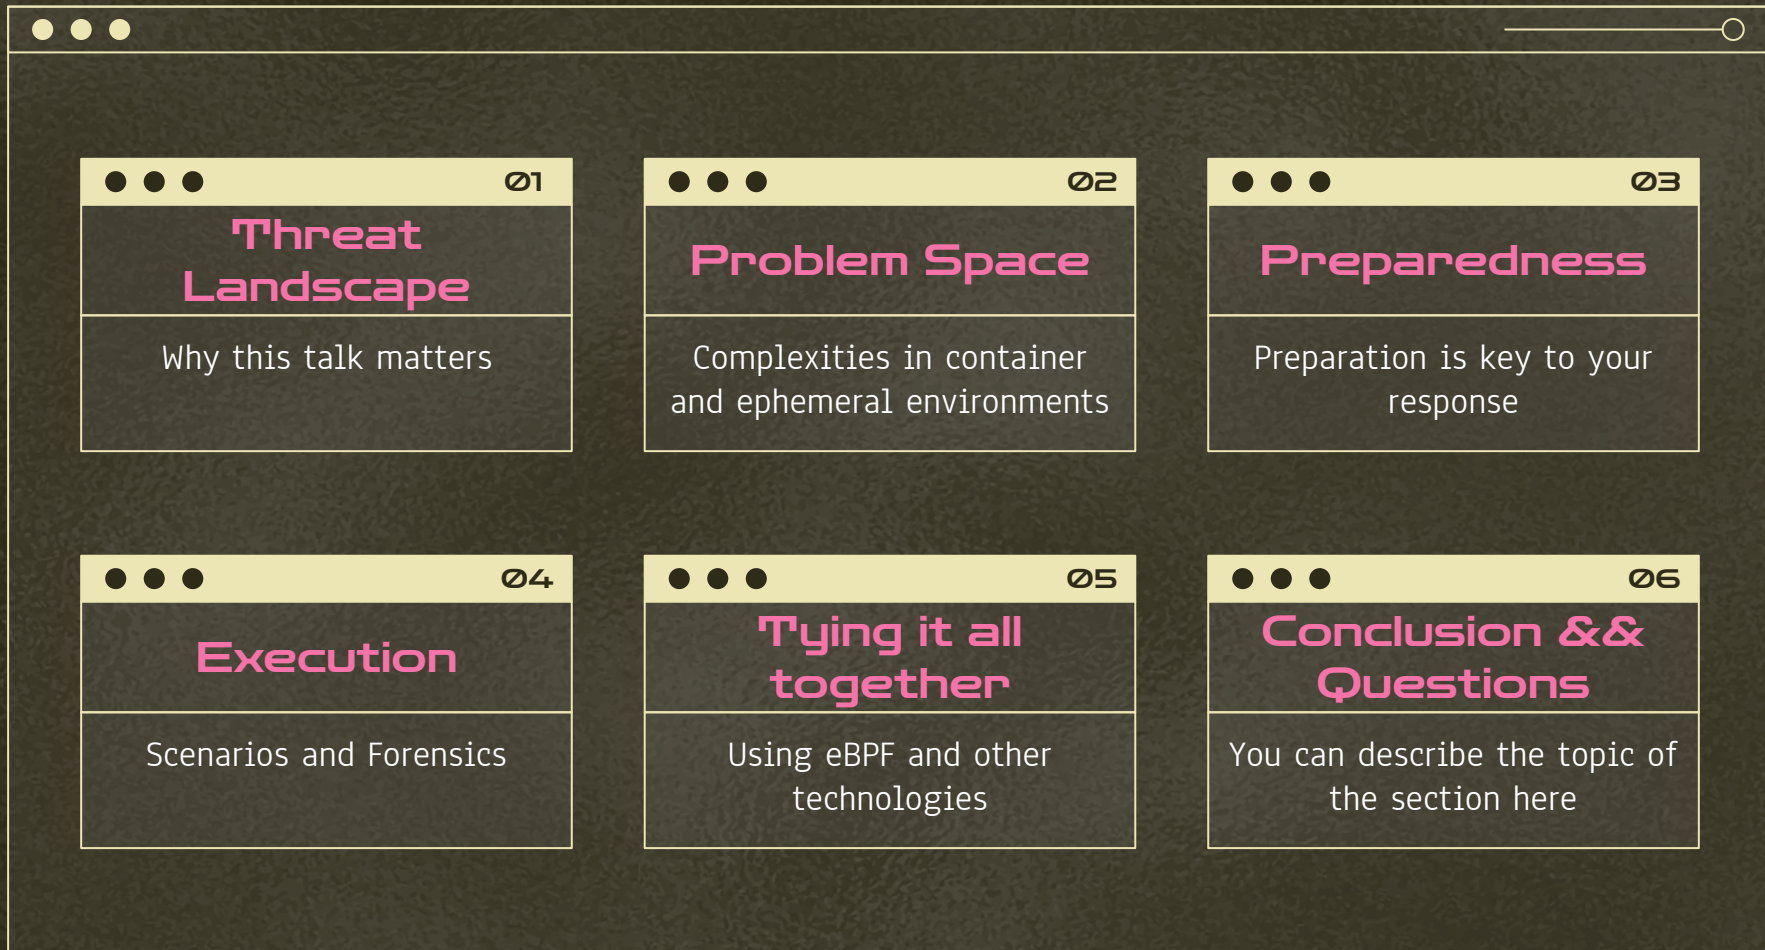 01
Threat
Landscape
Why this talk matters
02
Problem Space
Complexities in container
and ephemeral environments
03
Preparedness
Preparation is key to your
response
04
Execution
Scenarios and Forensics
05
Tying it all
together
Using eBPF and other
technologies
06
Conclusion &&
Questions
You can describe the topic of
the section here